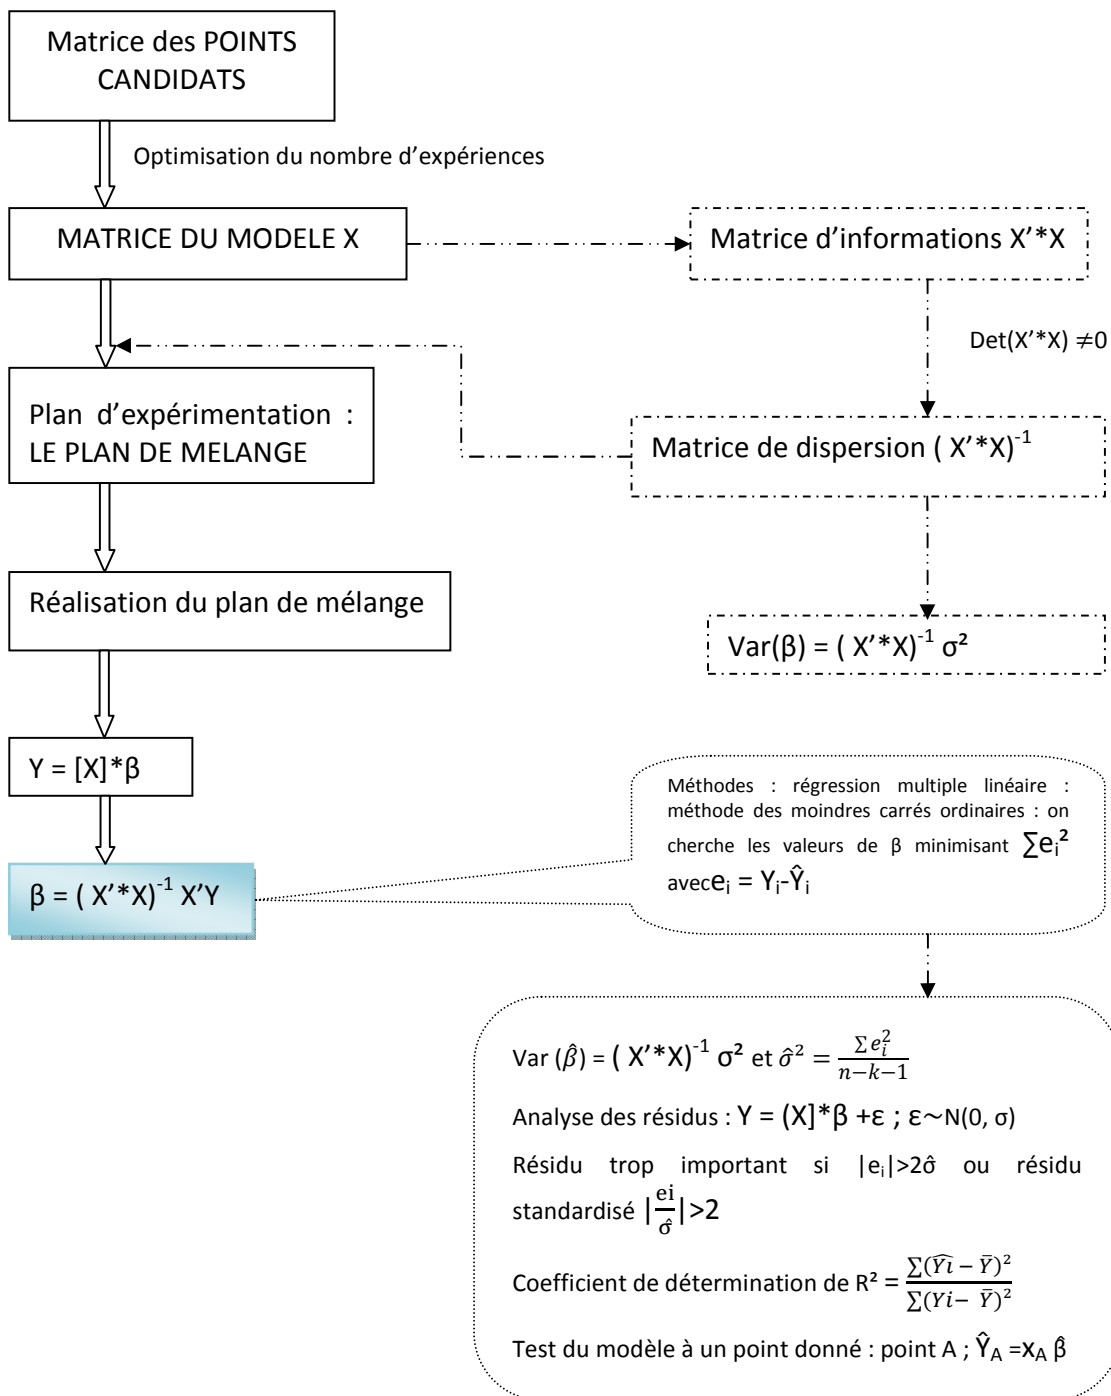 Matrice des POINTS
CANDIDATS
Optimisation du nombre d’expériences
MATRICE DU MODELE X
Matrice d’informations X’*X
Det(X’*X) ≠0
Plan d’expérimentation :
LE PLAN DE MELANGE
Matrice de dispersion ( X’*X)⁻¹
Réalisation du plan de mélange
Var(β) = ( X’*X)⁻¹ σ²
Y = [X]*β
Méthodes : régression multiple linéaire :
méthode des moindres carrés ordinaires : on
cherche les valeurs de β minimisant ∑eᵢ²
aveceᵢ = Yᵢ-Ŷᵢ
β = ( X’*X)⁻¹ X’Y
Var (β̂) = ( X’*X)⁻¹ σ² et σ̂² = ∑ eᵢ² / n−k−1
Analyse des résidus : Y = (X]*β +ε ; ε~N(0, σ)
Résidu trop important si |eᵢ|>2σ̂ ou résidu
standardisé |ei/σ̂|>2
Coefficient de détermination de R² = ∑(Ŷi − Ȳ)² / ∑(Yi− Ȳ)²
Test du modèle à un point donné : point A ; Ŷ_A =x_A β̂